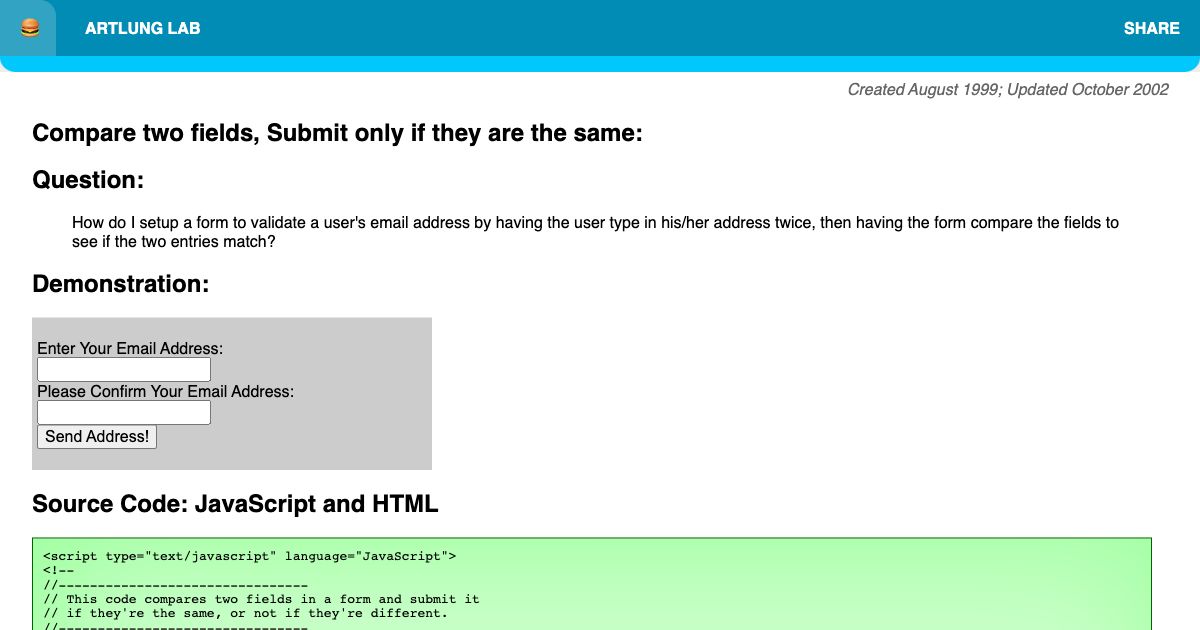 ARTLUNG LAB
SHARE
Created August 1999; Updated October 2002
Compare two fields, Submit only if they are the same:
Question:
How do I setup a form to validate a user's email address by having the user type in his/her address twice, then having the form compare the fields to
see if the two entries match?
Demonstration:
Enter Your Email Address:
Please Confirm Your Email Address:
Send Address!
Source Code: JavaScript and HTML
<script type="text/javascript" language="JavaScript">
<!--
//--------------------------------
// This code compares two fields in a form and submit it
// if they're the same, or not if they're different.
//--------------------------------